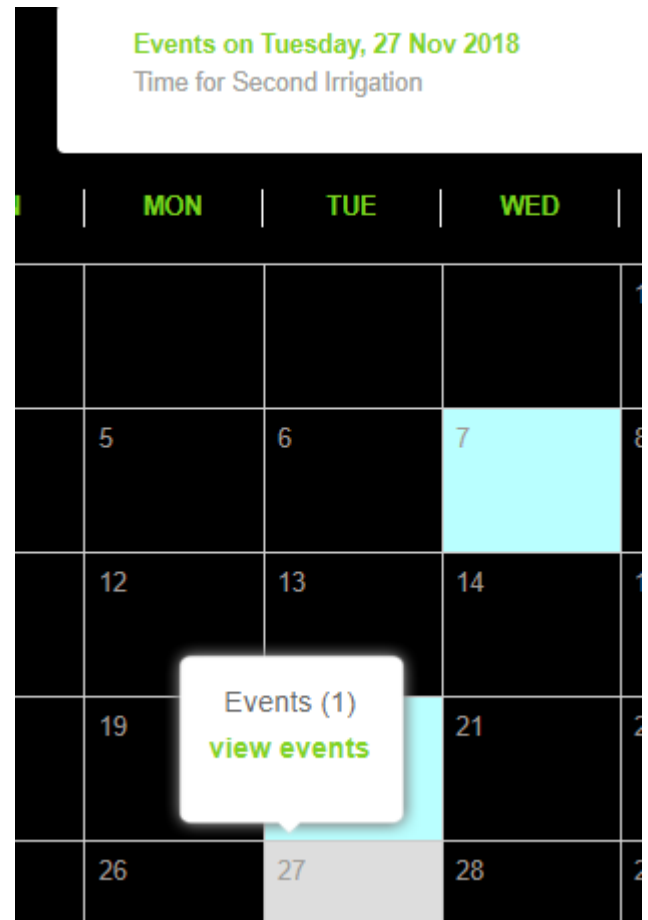 Events on Tuesday, 27 Nov 2018
Time for Second Irrigation
MON TUE WED
5 6 7
12 13 14
Events (1)
view events
19 21
26 27 28